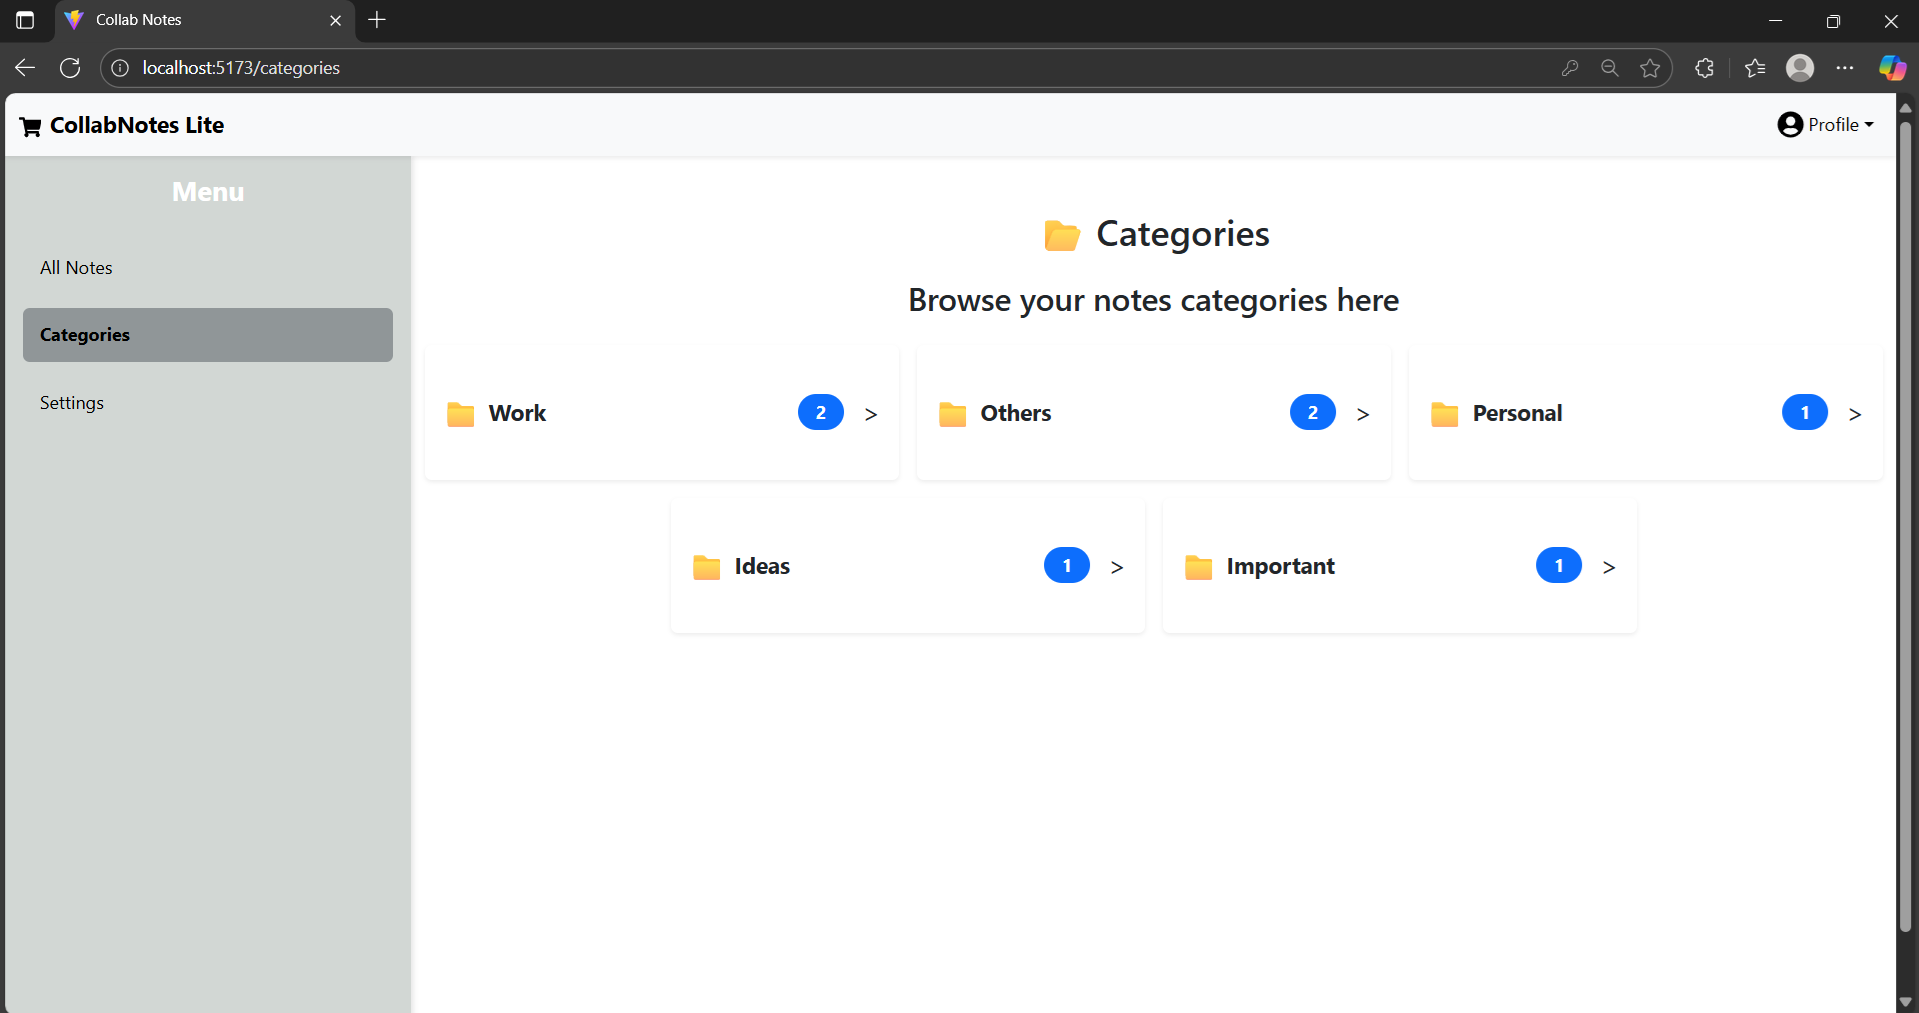 Collab Notes
localhost:5173/categories
CollabNotes Lite
Profile
Menu
All Notes
Categories
Settings
Categories
Browse your notes categories here
Work 2 >
Others 2 >
Personal 1 >
Ideas 1 >
Important 1 >